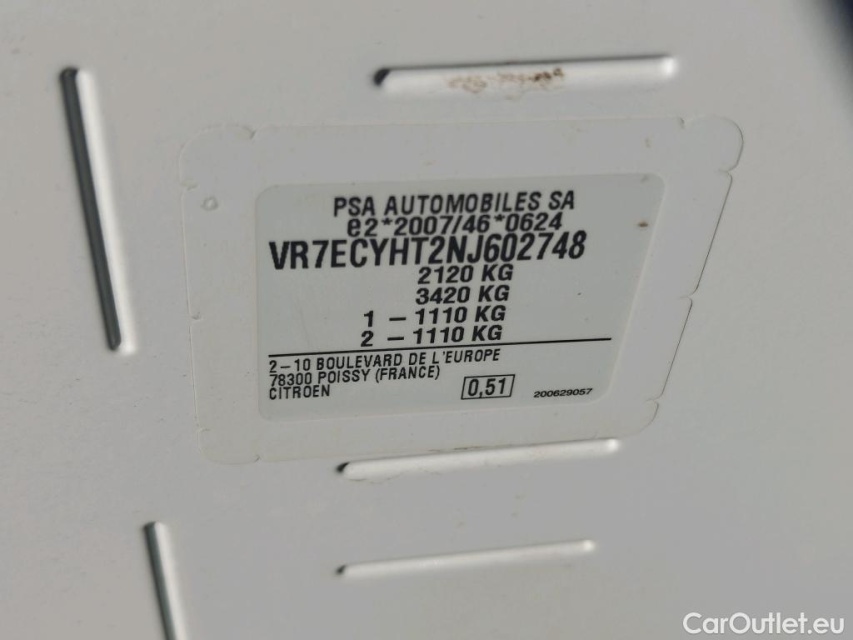 PSA AUTOMOBILES SA
e2*2007/46*0624
VR7ECYHT2NJ602748
2120 KG
3420 KG
1 – 1110 KG
2 – 1110 KG
2–10 BOULEVARD DE L'EUROPE
78300 POISSY (FRANCE)
CITROEN
0,51
200629057
CarOutlet.eu